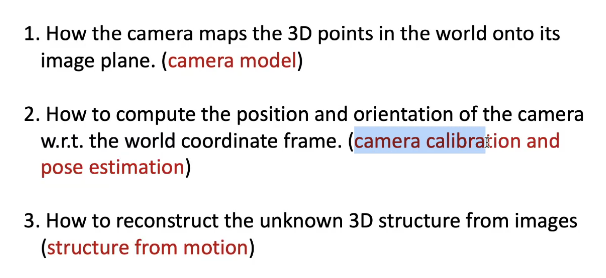 1. How the camera maps the 3D points in the world onto its
image plane. (camera model)
2. How to compute the position and orientation of the camera
w.r.t. the world coordinate frame. (camera calibration and
pose estimation)
3. How to reconstruct the unknown 3D structure from images
(structure from motion)